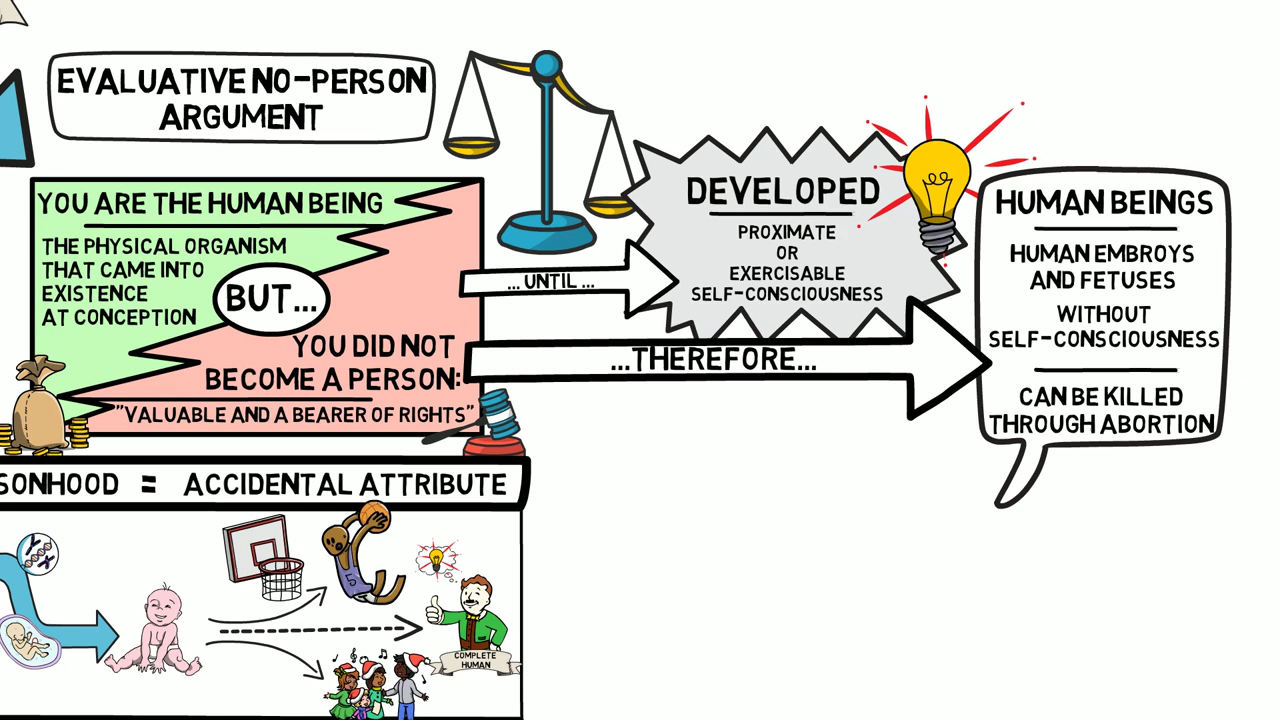 EVALUATIVE NO-PERSON
ARGUMENT
YOU ARE THE HUMAN BEING
THE PHYSICAL ORGANISM
THAT CAME INTO
EXISTENCE
AT CONCEPTION
BUT...
YOU DID NOT
BECOME A PERSON:
"VALUABLE AND A BEARER OF RIGHTS"
... UNTIL ...
DEVELOPED
PROXIMATE
OR
EXERCISABLE
SELF-CONSCIOUSNESS
...THEREFORE...
HUMAN BEINGS
HUMAN EMBROYS
AND FETUSES
WITHOUT
SELF-CONSCIOUSNESS
CAN BE KILLED
THROUGH ABORTION
SONHOOD = ACCIDENTAL ATTRIBUTE
5
COMPLETE
HUMAN